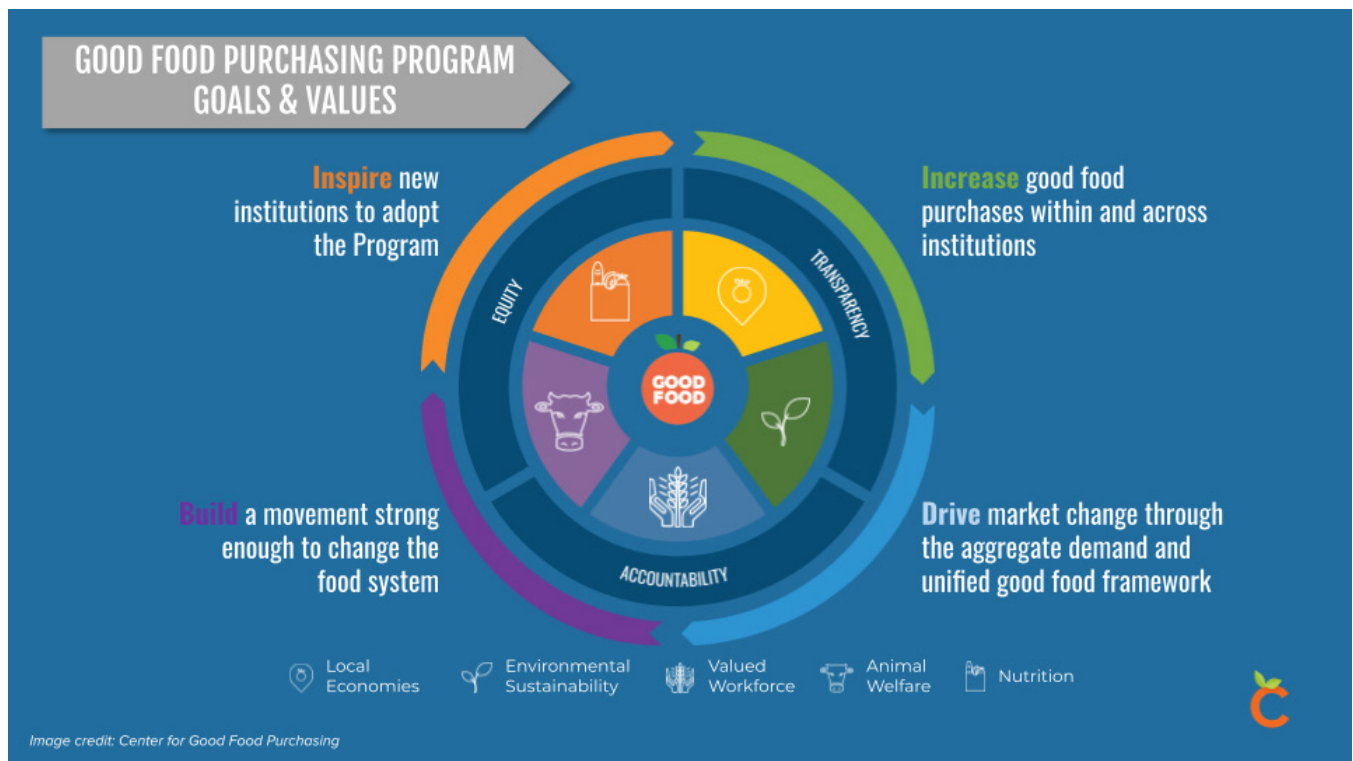 GOOD FOOD PURCHASING PROGRAM
GOALS & VALUES
Inspire new
institutions to adopt
the Program
Increase good food
purchases within and across
institutions
EQUITY
TRANSPARENCY
GOOD
FOOD
Build a movement strong
enough to change the
food system
Drive market change through
the aggregate demand and
unified good food framework
ACCOUNTABILITY
Local
Economies
Environmental
Sustainability
Valued
Workforce
Animal
Welfare
Nutrition
C
Image credit: Center for Good Food Purchasing